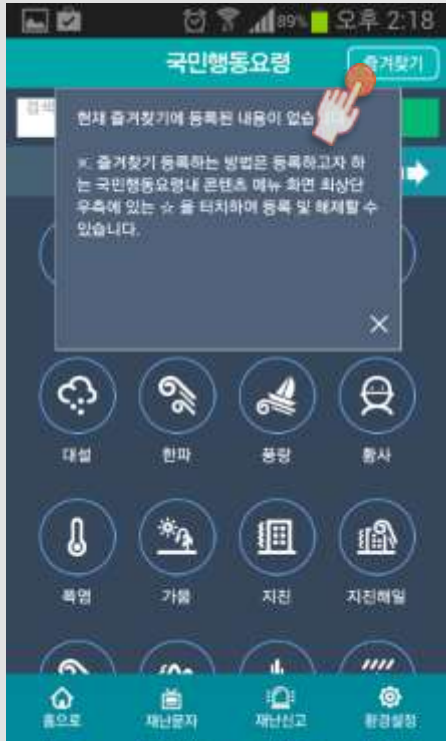 89% 오후 2:18
국민행동요령
즐겨찾기
검색
현재 즐겨찾기에 등록된 내용이 없습
※ 즐겨찾기 등록하는 방법은 등록하고자 하
는 국민행동요령내 콘텐츠 메뉴 화면 최상단
우측에 있는 ☆ 을 터치하여 등록 및 해제할 수
있습니다.
대설 한파 풍랑 황사
폭염 가뭄 지진 지진해일
홈으로 재난문자 재난신고 환경설정